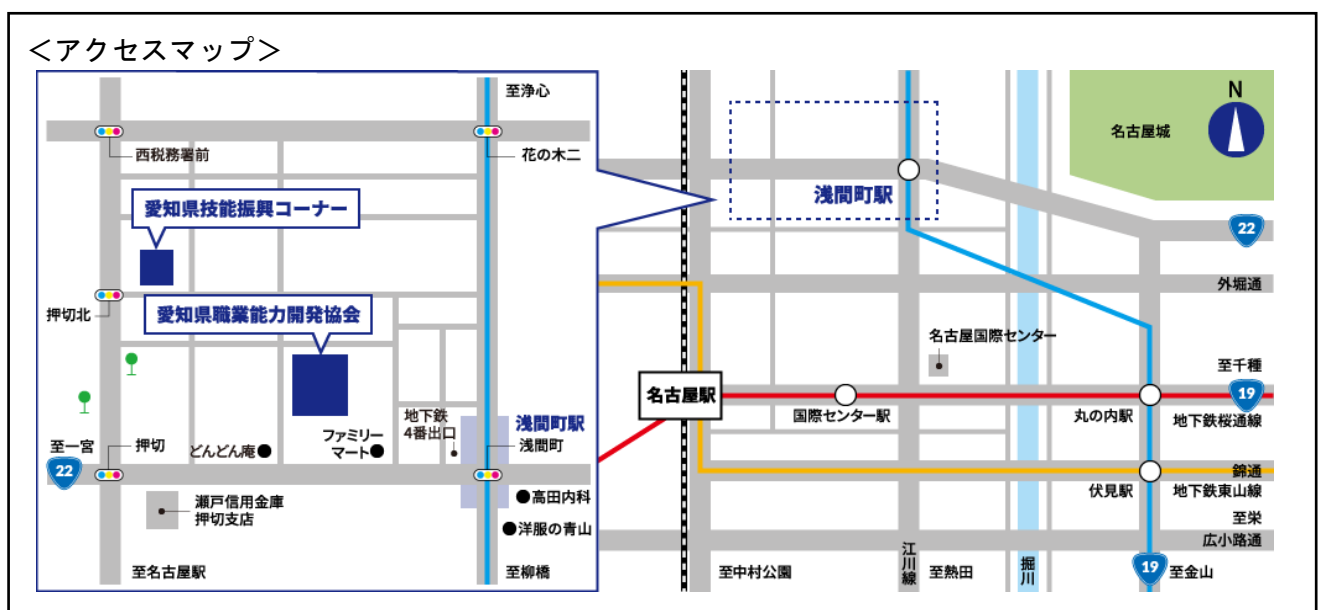 ＜アクセスマップ＞
至浄心
西税務署前
花の木二
愛知県技能振興コーナー
押切北
愛知県職業能力開発協会
地下鉄
4番出口
浅間町駅
浅間町
ファミリー
マート
どんどん庵
至一宮
22
押切
瀬戸信用金庫
押切支店
高田内科
洋服の青山
至名古屋駅
至柳橋
N
名古屋城
浅間町駅
22
外堀通
名古屋国際センター
至千種
名古屋駅
19
国際センター駅
丸の内駅
地下鉄桜通線
錦通
伏見駅
地下鉄東山線
至栄
広小路通
至中村公園
江川線
至熱田
堀川
19
至金山